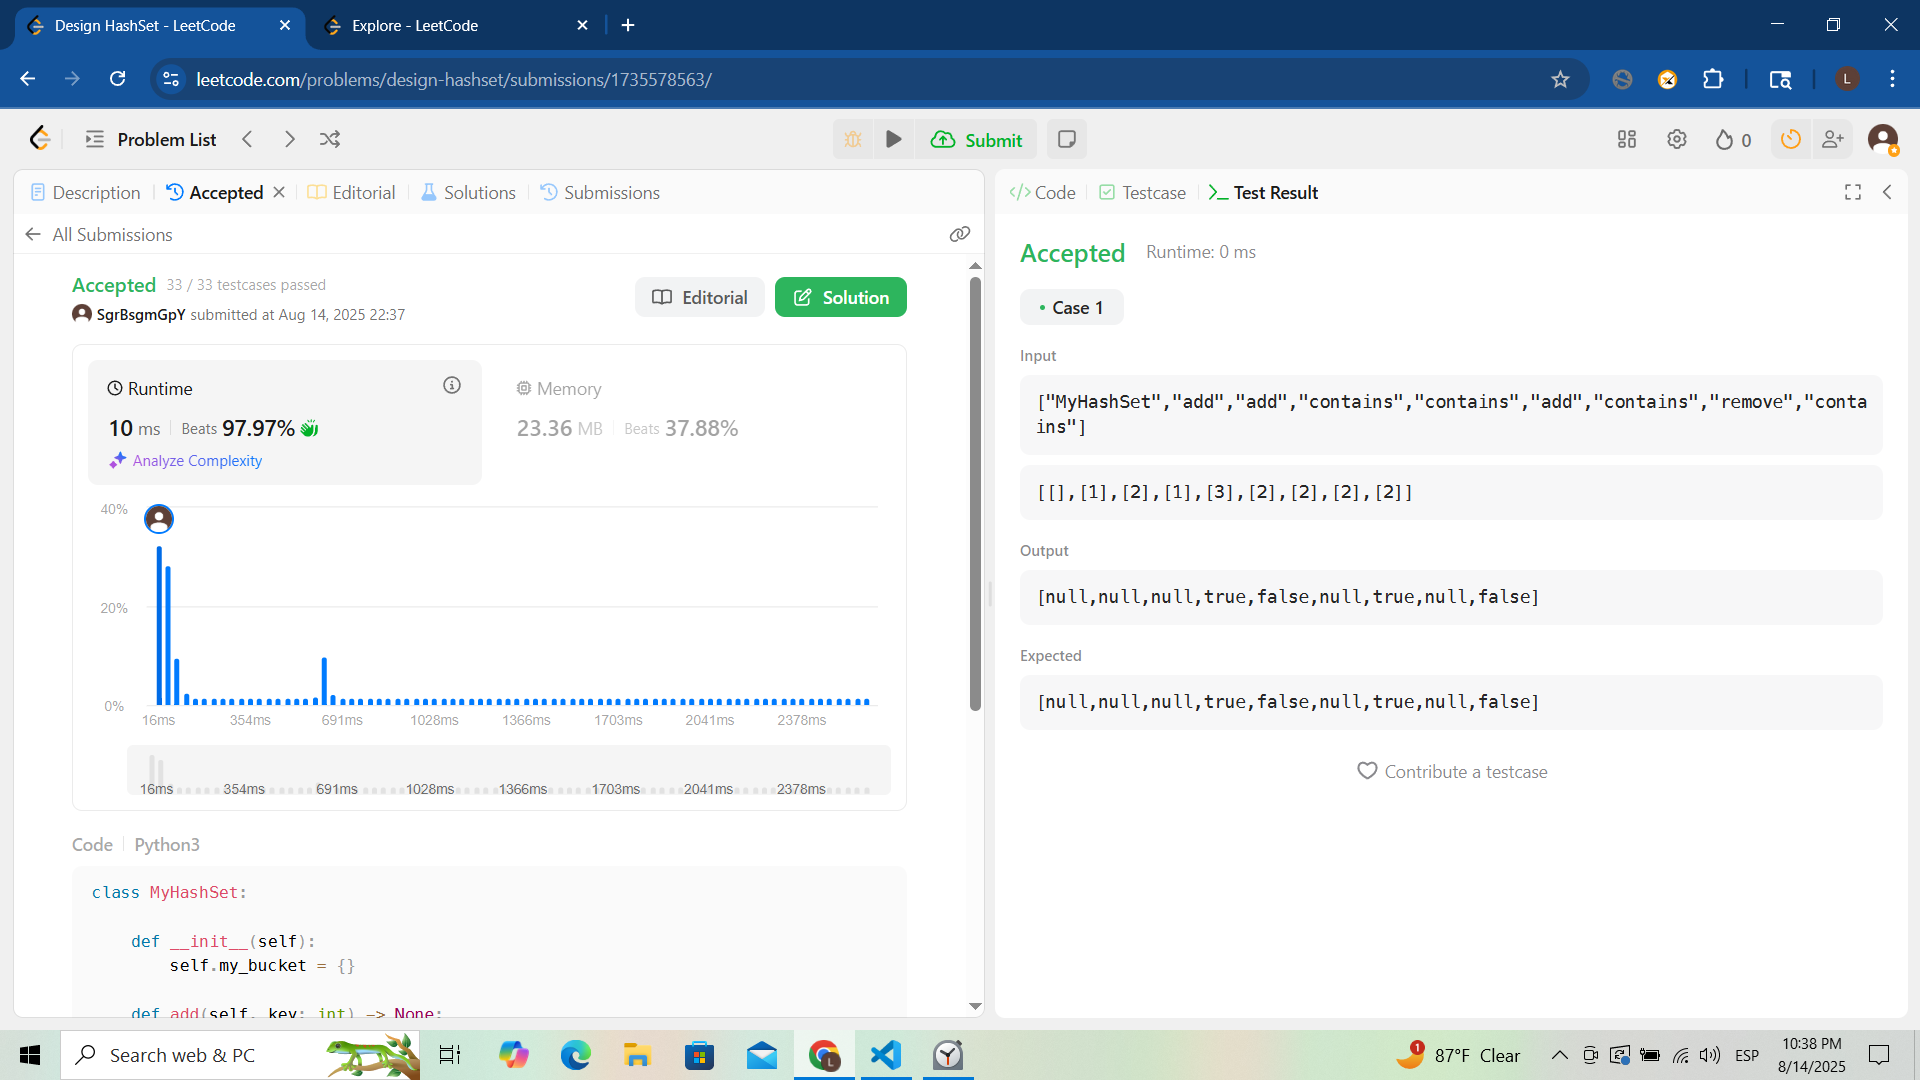 Design HashSet - LeetCode
Explore - LeetCode
leetcode.com/problems/design-hashset/submissions/1735578563/
L
Problem List
Submit
0
Description
Accepted
Editorial
Solutions
Submissions
All Submissions
Accepted 33 / 33 testcases passed
SgrBsgmGpY submitted at Aug 14, 2025 22:37
Editorial
Solution
Runtime
10 ms Beats 97.97%
Analyze Complexity
Memory
23.36 MB Beats 37.88%
40%
20%
0%
16ms 354ms 691ms 1028ms 1366ms 1703ms 2041ms 2378ms
16ms 354ms 691ms 1028ms 1366ms 1703ms 2041ms 2378ms
Code Python3
class MyHashSet:
def __init__(self):
self.my_bucket = {}
def add(self, key: int) -> None:
</> Code
Testcase
>_ Test Result
Accepted Runtime: 0 ms
• Case 1
Input
["MyHashSet","add","add","contains","contains","add","contains","remove","conta
ins"]
[[],[1],[2],[1],[3],[2],[2],[2],[2]]
Output
[null,null,null,true,false,null,true,null,false]
Expected
[null,null,null,true,false,null,true,null,false]
Contribute a testcase
Search web & PC
L
1
87°F Clear
ESP
10:38 PM
8/14/2025